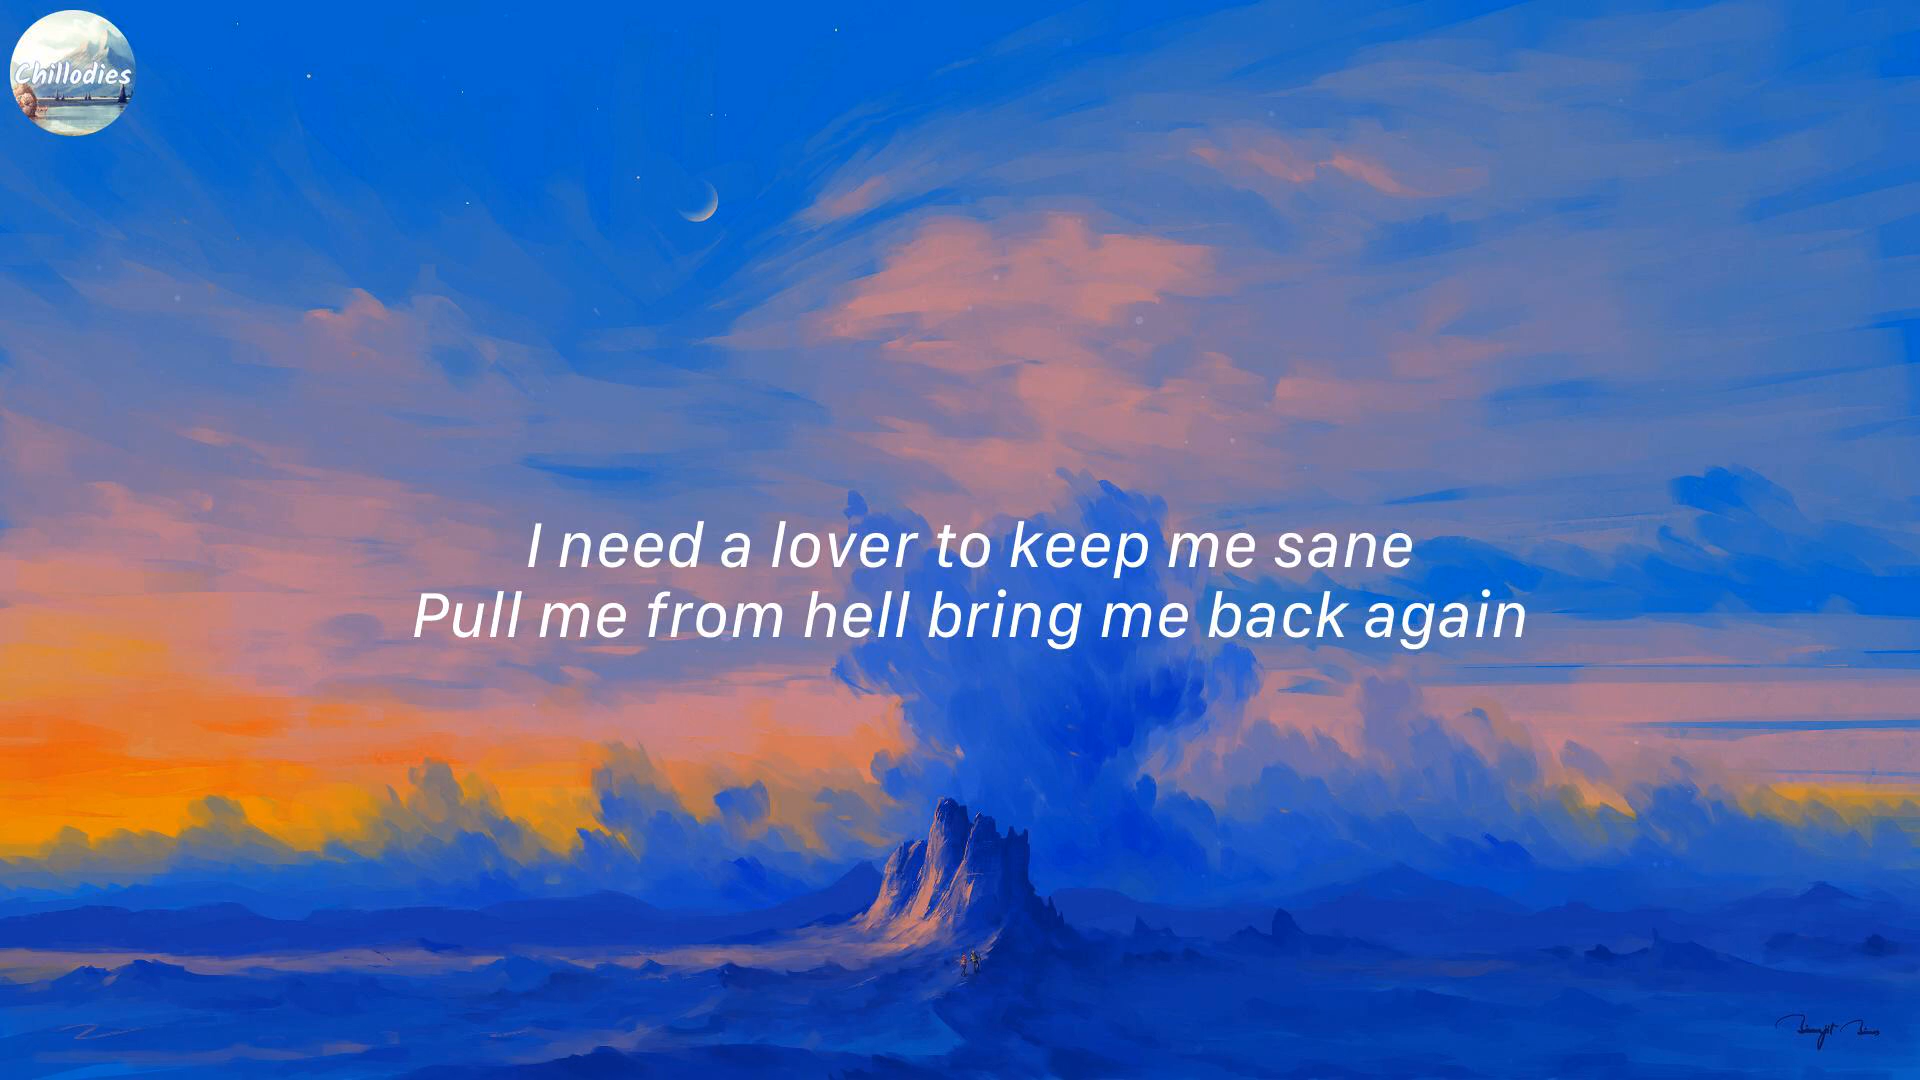 Chillodies
I need a lover to keep me sane
Pull me from hell bring me back again